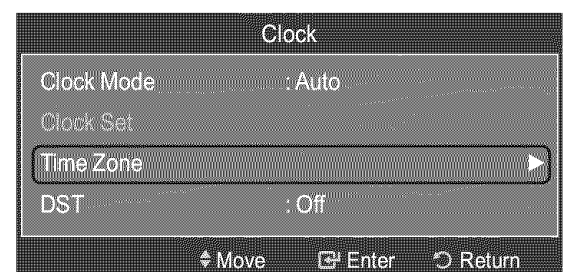 Clock
Clock Mode : Auto
Clock Set
Time Zone
DST : Off
Move Enter Return